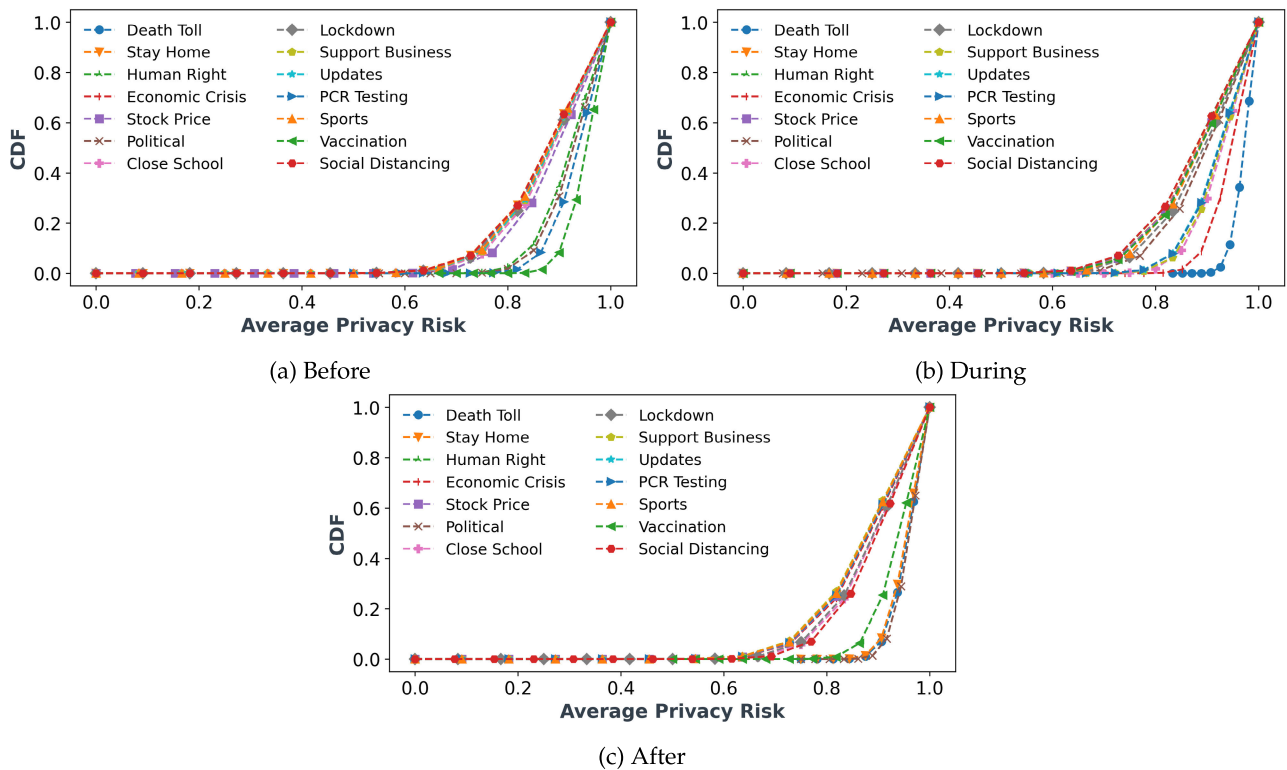 1.0
0.8
0.6
0.4
0.2
0.0
CDF
Death Toll
Stay Home
Human Right
Economic Crisis
Stock Price
Political
Close School
Lockdown
Support Business
Updates
PCR Testing
Sports
Vaccination
Social Distancing
0.0 0.2 0.4 0.6 0.8 1.0
Average Privacy Risk
(a) Before
1.0
0.8
0.6
0.4
0.2
0.0
CDF
Death Toll
Stay Home
Human Right
Economic Crisis
Stock Price
Political
Close School
Lockdown
Support Business
Updates
PCR Testing
Sports
Vaccination
Social Distancing
0.0 0.2 0.4 0.6 0.8 1.0
Average Privacy Risk
(b) During
1.0
0.8
0.6
0.4
0.2
0.0
CDF
Death Toll
Stay Home
Human Right
Economic Crisis
Stock Price
Political
Close School
Lockdown
Support Business
Updates
PCR Testing
Sports
Vaccination
Social Distancing
0.0 0.2 0.4 0.6 0.8 1.0
Average Privacy Risk
(c) After